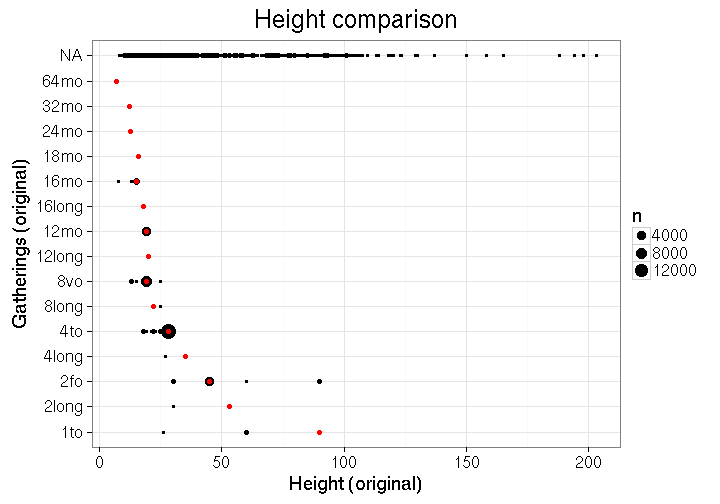 Height comparison
Gatherings (original)
NA
64mo
32mo
24mo
18mo
16mo
16long
12mo
12long
8vo
8long
4to
4long
2fo
2long
1to
0
50
100
150
200
Height (original)
n
4000
8000
12000